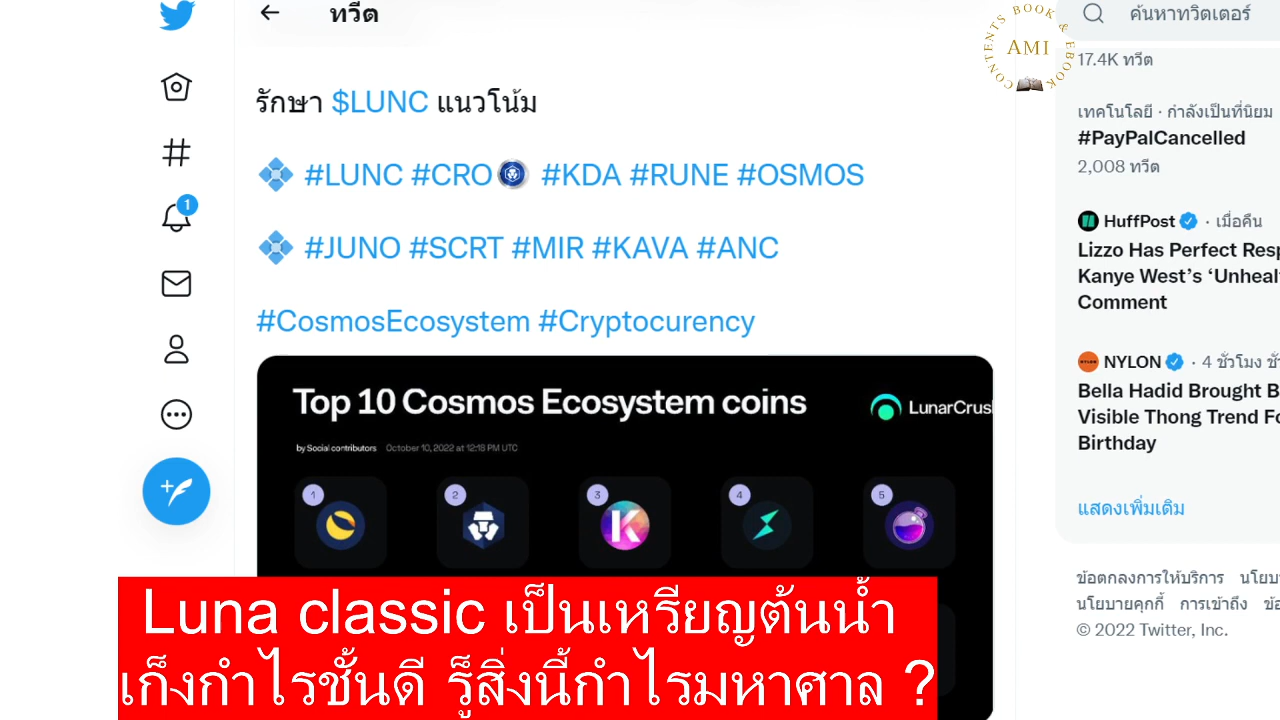 ทวีต
รักษา $LUNC แนวโน้ม
#LUNC #CRO #KDA #RUNE #OSMOS
#JUNO #SCRT #MIR #KAVA #ANC
#CosmosEcosystem #Cryptocurency
Top 10 Cosmos Ecosystem coins
LunarCrus
by Social contributors October 10, 2022 at 12:18 PM UTC
1 2 3 4 5
Luna classic เป็นเหรียญต้นน้ำ
เก็งกำไรชั้นดี รู็สิ่งนี้กำไรมหาศาล ?
1
CONTENTS BOOK & EBOOK
AMI
ค้นหาทวิตเตอร์
17.4K ทวีต
เทคโนโลยี · กำลังเป็นที่นิยม
#PayPalCancelled
2,008 ทวีต
HuffPost · เมื่อคืน
Lizzo Has Perfect Resp
Kanye West’s ‘Unheal
Comment
NYLON · 4 ชั่วโมง
Bella Hadid Brought B
Visible Thong Trend Fo
Birthday
แสดงเพิ่มเติม
ข้อตกลงการให้บริการ นโยบ
นโยบายคุกกี้ การเข้าถึง ข้อ
© 2022 Twitter, Inc.